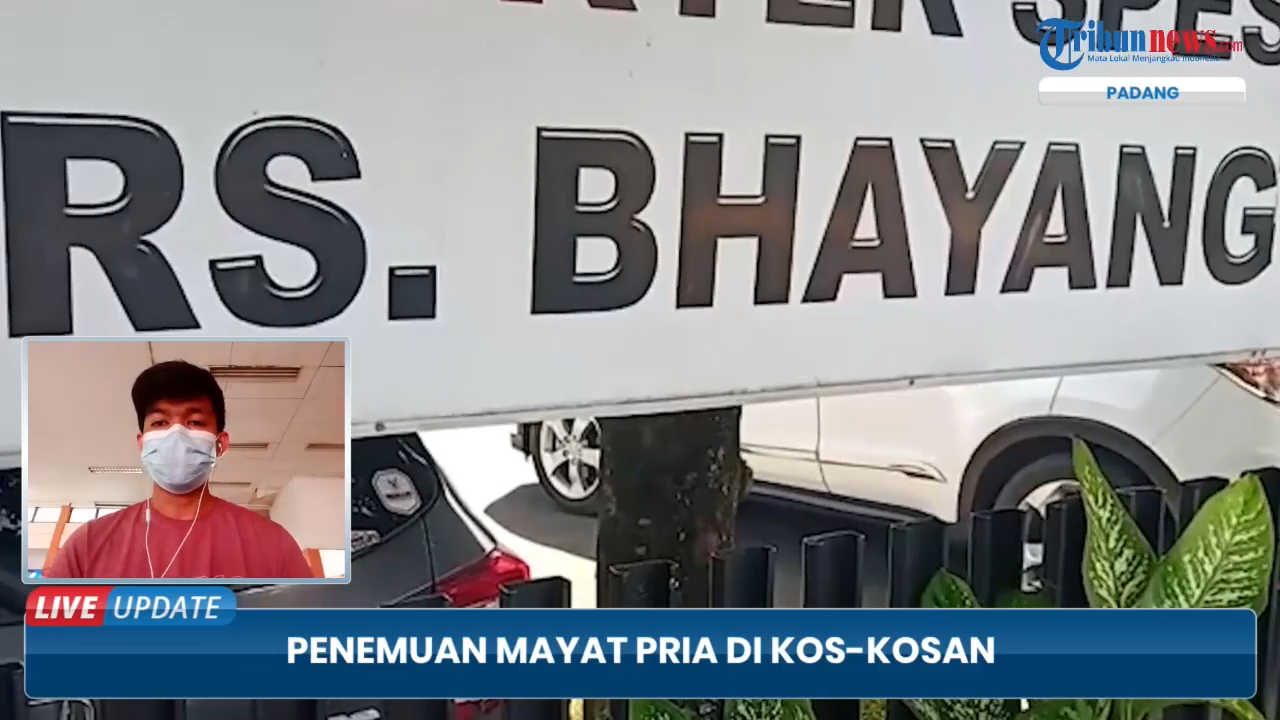 Tribunnews.com
Mata Lokal Menjangkau Indonesia
PADANG
RS. BHAYANG
LIVE UPDATE
PENEMUAN MAYAT PRIA DI KOS-KOSAN